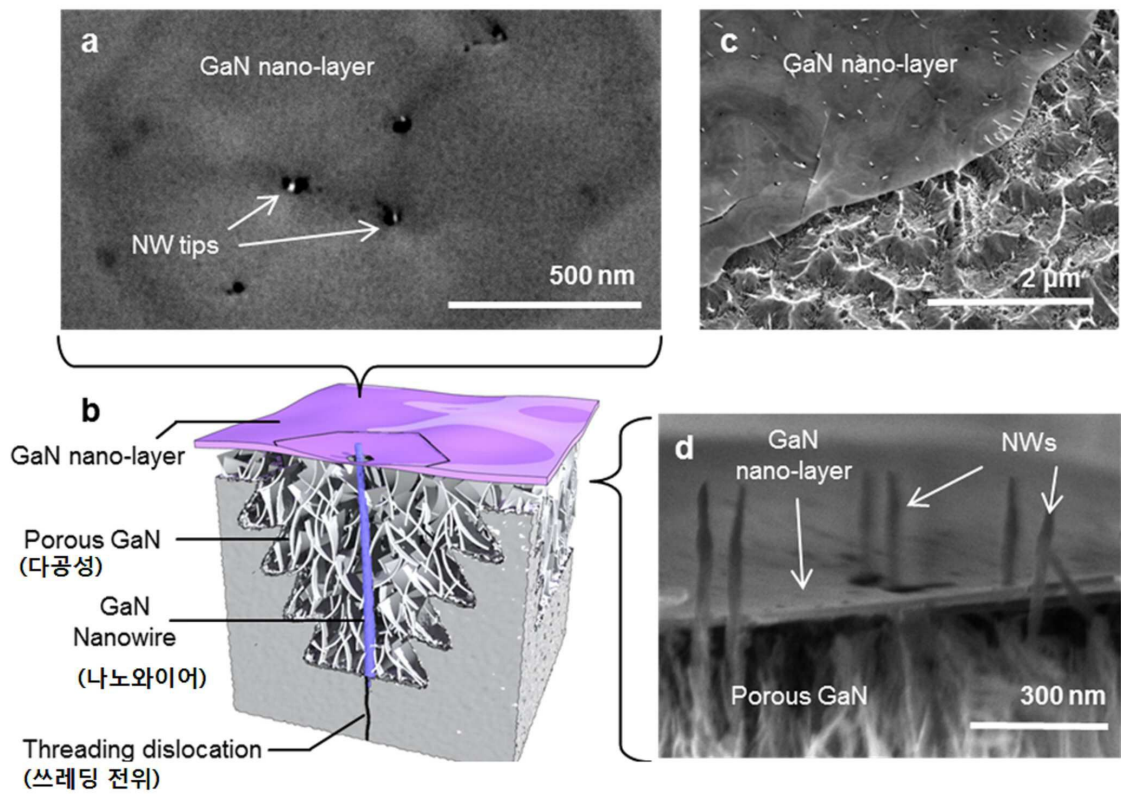 a
GaN nano-layer
NW tips
500 nm
c
GaN nano-layer
2 µm
b
GaN nano-layer
Porous GaN
(다공성)
GaN
Nanowire
(나노와이어)
Threading dislocation
(쓰레딩 전위)
d
GaN
nano-layer
NWs
Porous GaN
300 nm